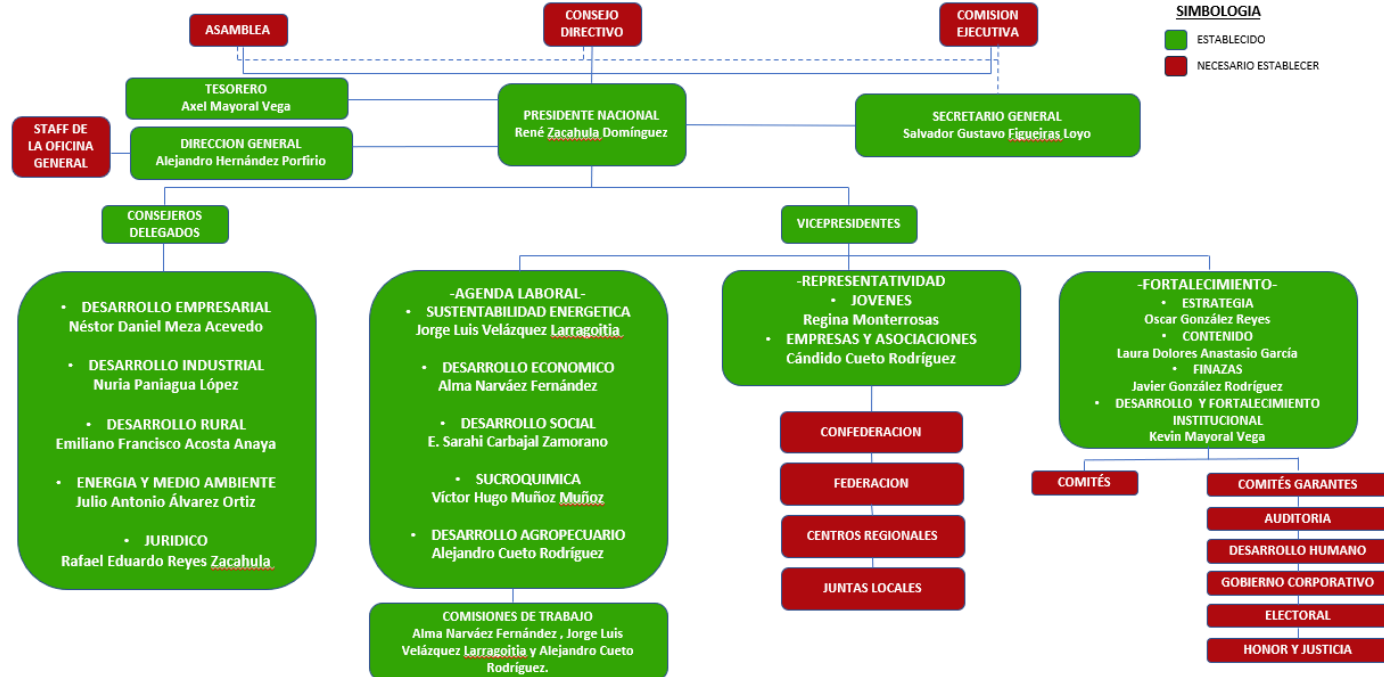 ASAMBLEA
CONSEJO
DIRECTIVO
COMISION
EJECUTIVA
SIMBOLOGIA
ESTABLECIDO
NECESARIO ESTABLECER
TESORERO
Axel Mayoral Vega
PRESIDENTE NACIONAL
René Zacahula Domínguez
SECRETARIO GENERAL
Salvador Gustavo Figueiras Loyo
STAFF DE
LA OFICINA
GENERAL
DIRECCION GENERAL
Alejandro Hernández Porfirio
CONSEJEROS
DELEGADOS
VICEPRESIDENTES
• DESARROLLO EMPRESARIAL
Néstor Daniel Meza Acevedo
• DESARROLLO INDUSTRIAL
Nuria Paniagua López
• DESARROLLO RURAL
Emiliano Francisco Acosta Anaya
• ENERGIA Y MEDIO AMBIENTE
Julio Antonio Álvarez Ortiz
• JURIDICO
Rafael Eduardo Reyes Zacahula
-AGENDA LABORAL-
• SUSTENTABILIDAD ENERGETICA
Jorge Luis Velázquez Larragoitia
• DESARROLLO ECONOMICO
Alma Narváez Fernández
• DESARROLLO SOCIAL
E. Sarahi Carbajal Zamorano
• SUCROQUIMICA
Víctor Hugo Muñoz Muñoz
• DESARROLLO AGROPECUARIO
Alejandro Cueto Rodríguez
COMISIONES DE TRABAJO
Alma Narváez Fernández , Jorge Luis
Velázquez Larragoitia y Alejandro Cueto
Rodríguez.
-REPRESENTATIVIDAD
• JOVENES
Regina Monterrosas
• EMPRESAS Y ASOCIACIONES
Cándido Cueto Rodríguez
CONFEDERACION
FEDERACION
CENTROS REGIONALES
JUNTAS LOCALES
-FORTALECIMIENTO-
• ESTRATEGIA
Oscar González Reyes
• CONTENIDO
Laura Dolores Anastasio García
• FINAZAS
Javier González Rodríguez
• DESARROLLO Y FORTALECIMIENTO
INSTITUCIONAL
Kevin Mayoral Vega
COMITÉS
COMITÉS GARANTES
AUDITORIA
DESARROLLO HUMANO
GOBIERNO CORPORATIVO
ELECTORAL
HONOR Y JUSTICIA